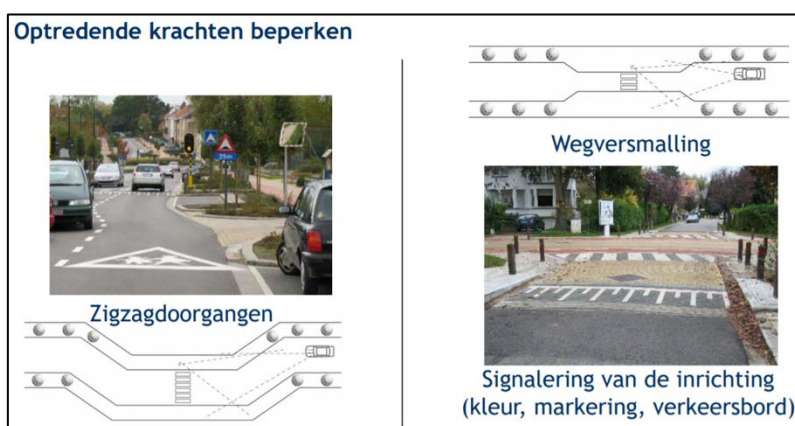 Optredende krachten beperken
Zigzagdoorgangen
Wegversmalling
Signalering van de inrichting
(kleur, markering, verkeersbord)